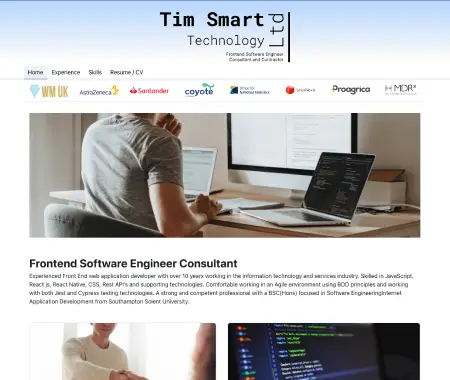 Tim Smart
Technology
Ltd
Frontend Software Engineer
Consultant and Contractor
Home Experience Skills Resume / CV
WM UK AstraZeneca Santander coyote Office for National Statistics LexisNexis Proagrica MDRx
Frontend Software Engineer Consultant
Experienced Front End web application developer with over 10 years working in the information technology and services industry. Skilled in JavaScript,
React js, React Native, CSS, Rest API's and supporting technologies. Comfortable working in an Agile environment using BDD principles and working
with both Jest and Cypress testing technologies. A strong and competent professional with a BSC(Hons) focused in Software EngineeringInternet
Application Development from Southampton Solent University.